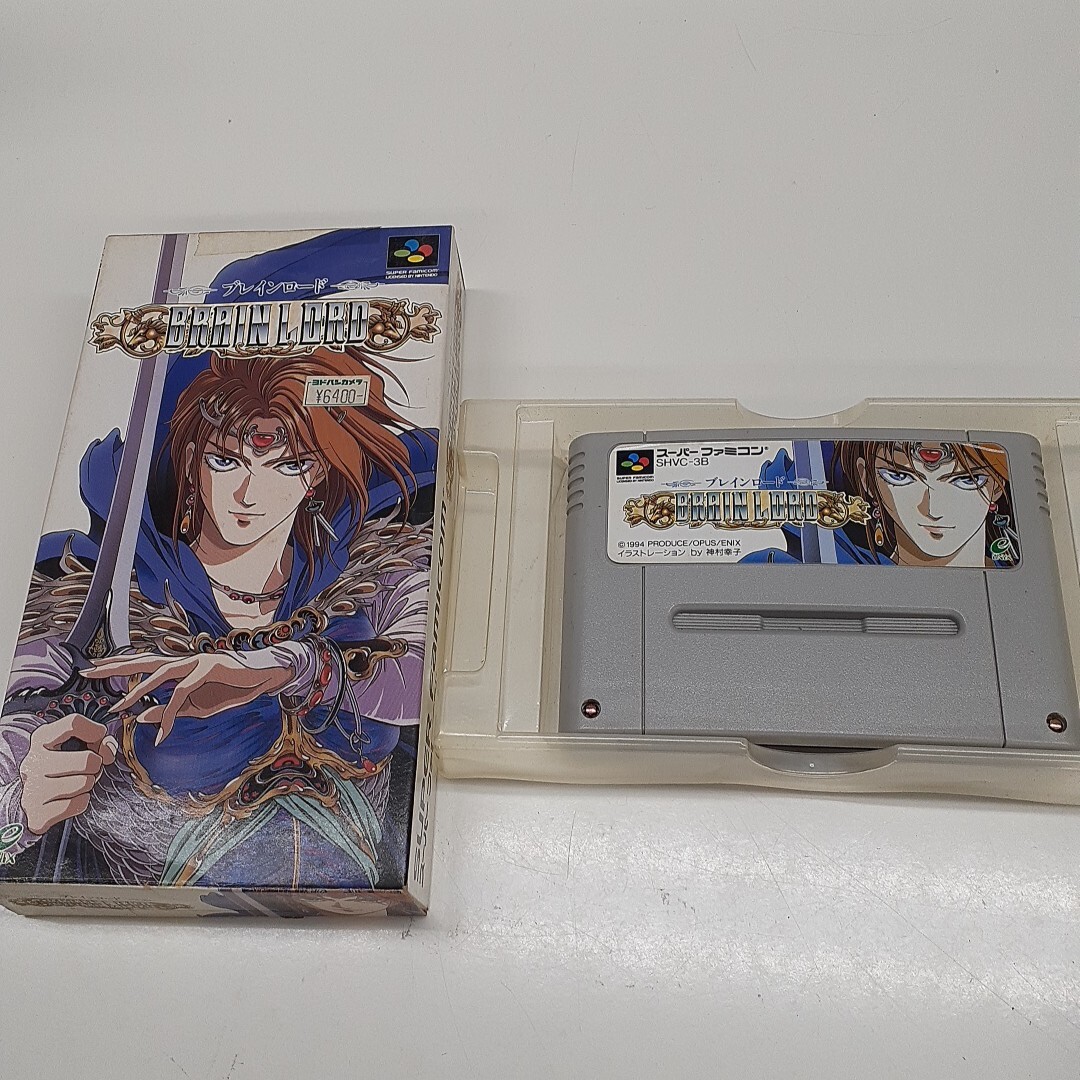 SUPER FAMICOM
LICENSED BY NINTENDO
ブレインロード
BRAIN LORD
ヨドバシカメラ
¥6400-
スーパーファミコン
SHVC-3B
ブレインロード
BRAIN LORD
©1994 PRODUCE/OPUS/ENIX
イラストレーション by 神村幸子